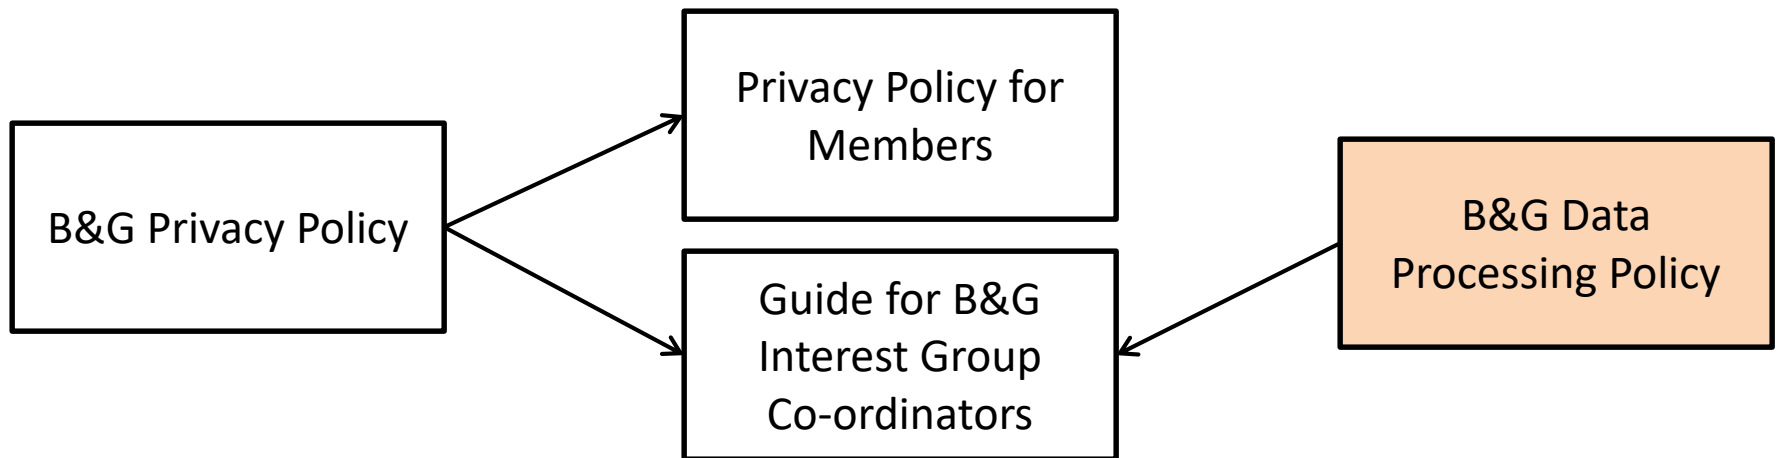 B&G Privacy Policy
Privacy Policy for
Members
Guide for B&G
Interest Group
Co-ordinators
B&G Data
Processing Policy